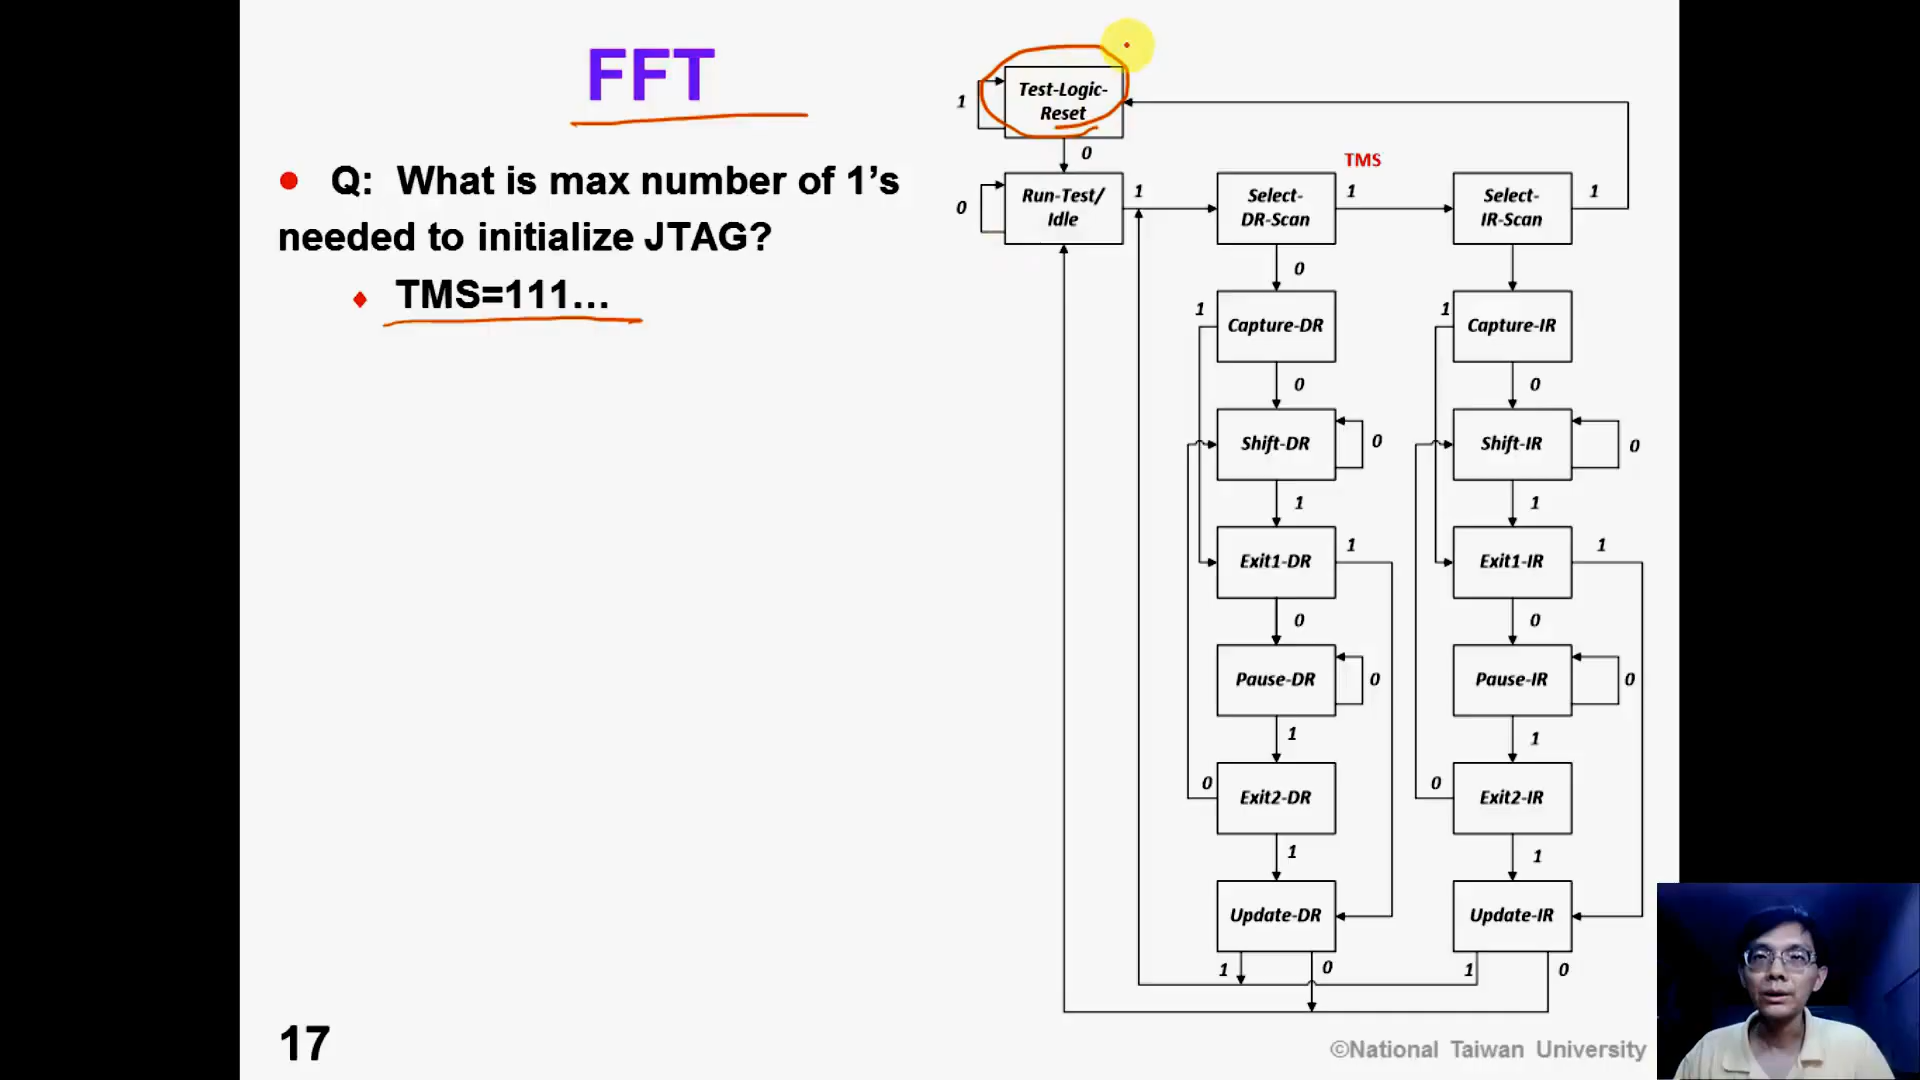 FFT
Q: What is max number of 1’s
needed to initialize JTAG?
TMS=111…
Test-Logic-
Reset
1
0
TMS
Run-Test/
Idle
0
1
Select-
DR-Scan
1
Select-
IR-Scan
1
0
1
Capture-DR
1
Capture-IR
0
0
Shift-DR
0
Shift-IR
0
1
1
Exit1-DR
1
Exit1-IR
1
0
0
Pause-DR
0
Pause-IR
0
1
1
0
Exit2-DR
0
Exit2-IR
1
1
Update-DR
Update-IR
1
0
1
0
17
©National Taiwan University